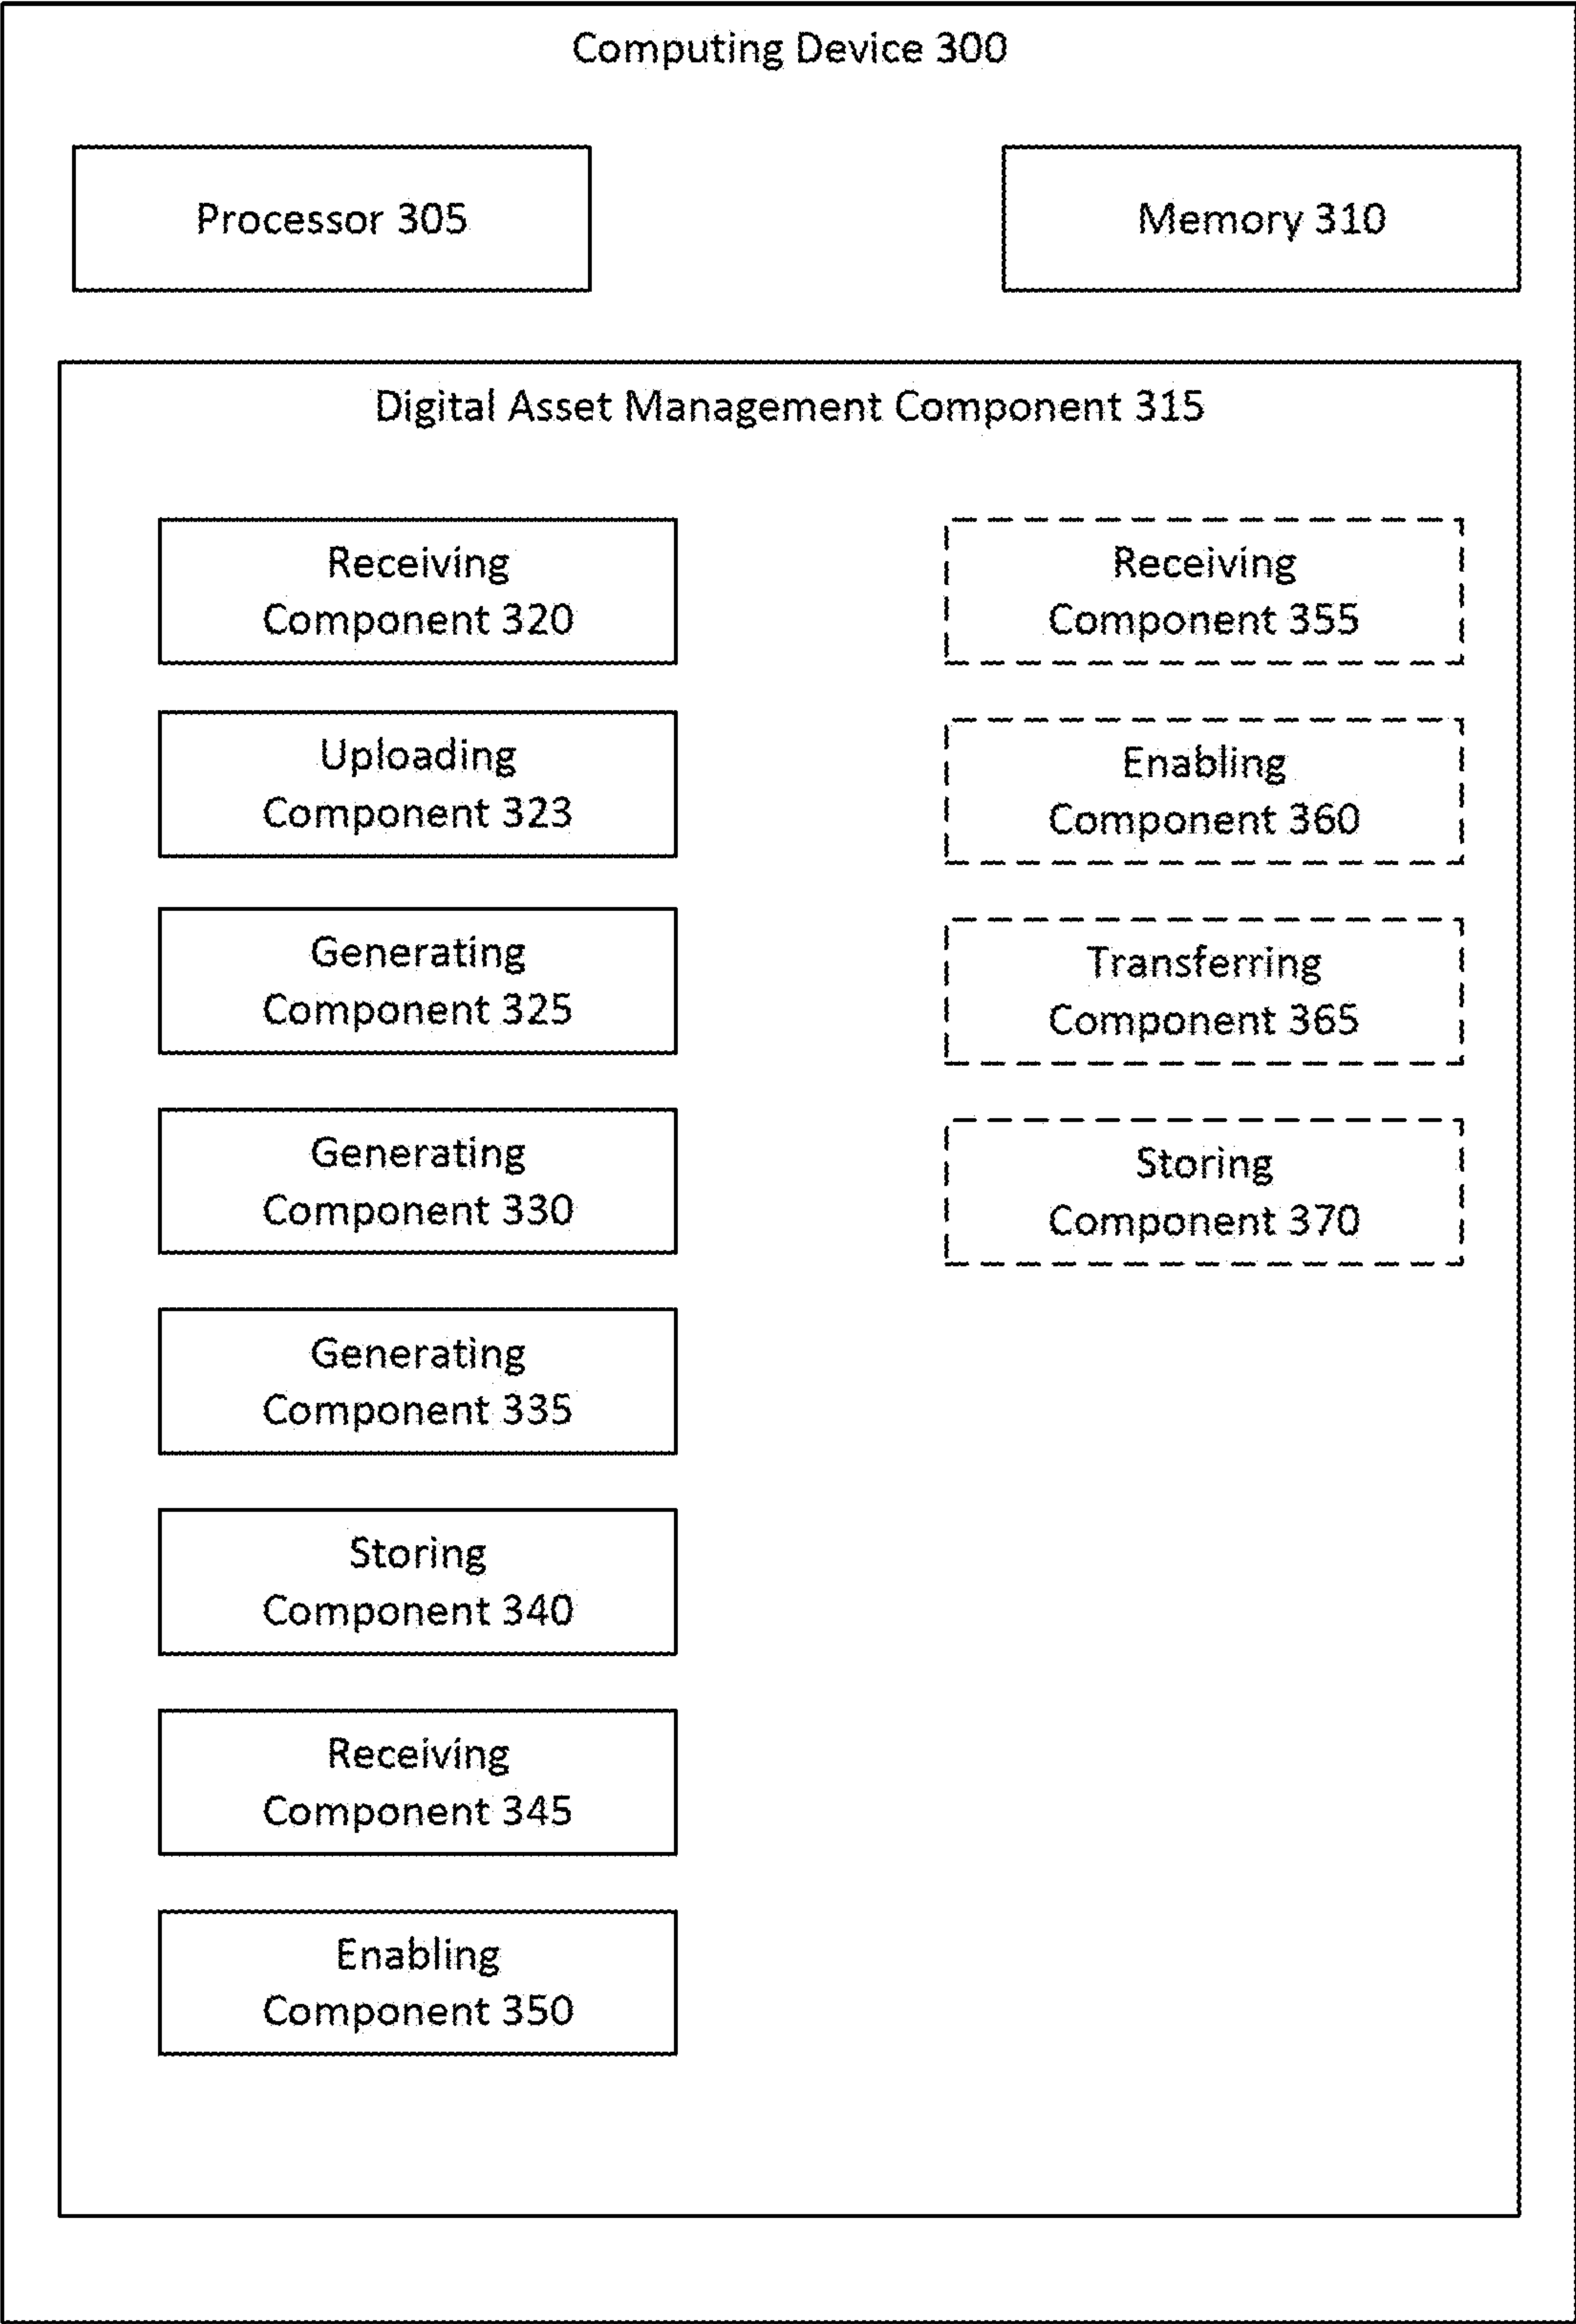 Computing Device 300
Processor 305
Memory 310
Digital Asset Management Component 315
Receiving
Component 320
Uploading
Component 323
Generating
Component 325
Generating
Component 330
Generating
Component 335
Storing
Component 340
Receiving
Component 345
Enabling
Component 350
Receiving
Component 355
Enabling
Component 360
Transferring
Component 365
Storing
Component 370